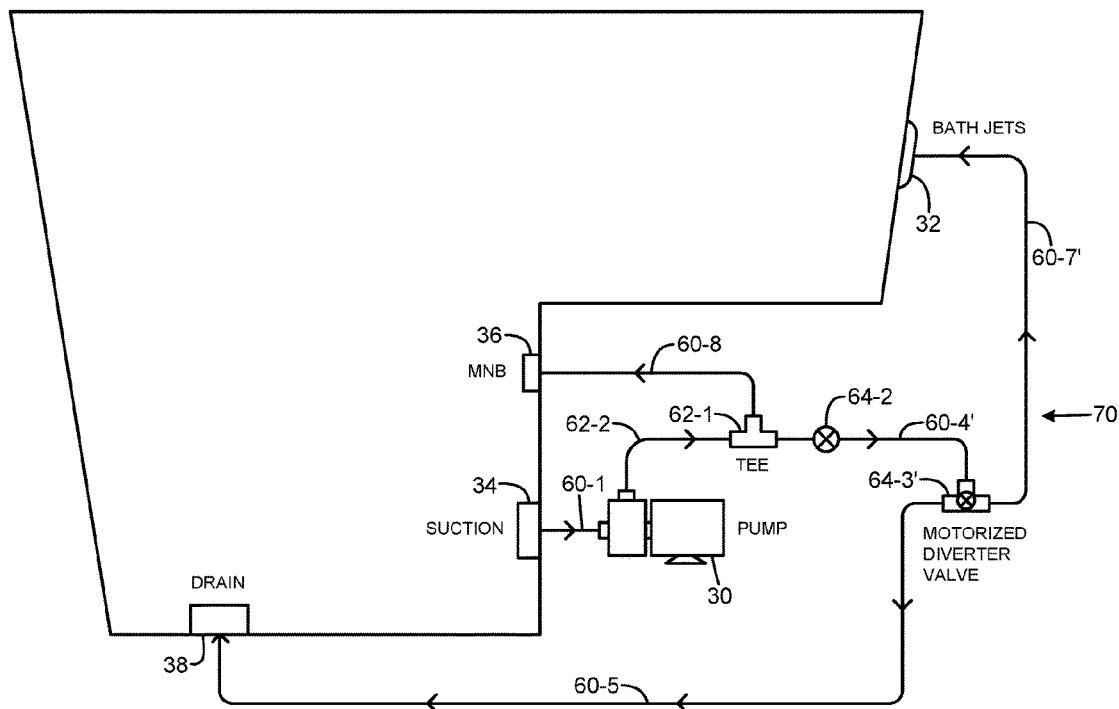 BATH JETS
32
60-7'
36
60-8
MNB
64-2
62-1
62-2
60-4'
70
TEE
34
60-1
64-3'
SUCTION
PUMP
MOTORIZED
DIVERTER
VALVE
DRAIN
30
38
60-5